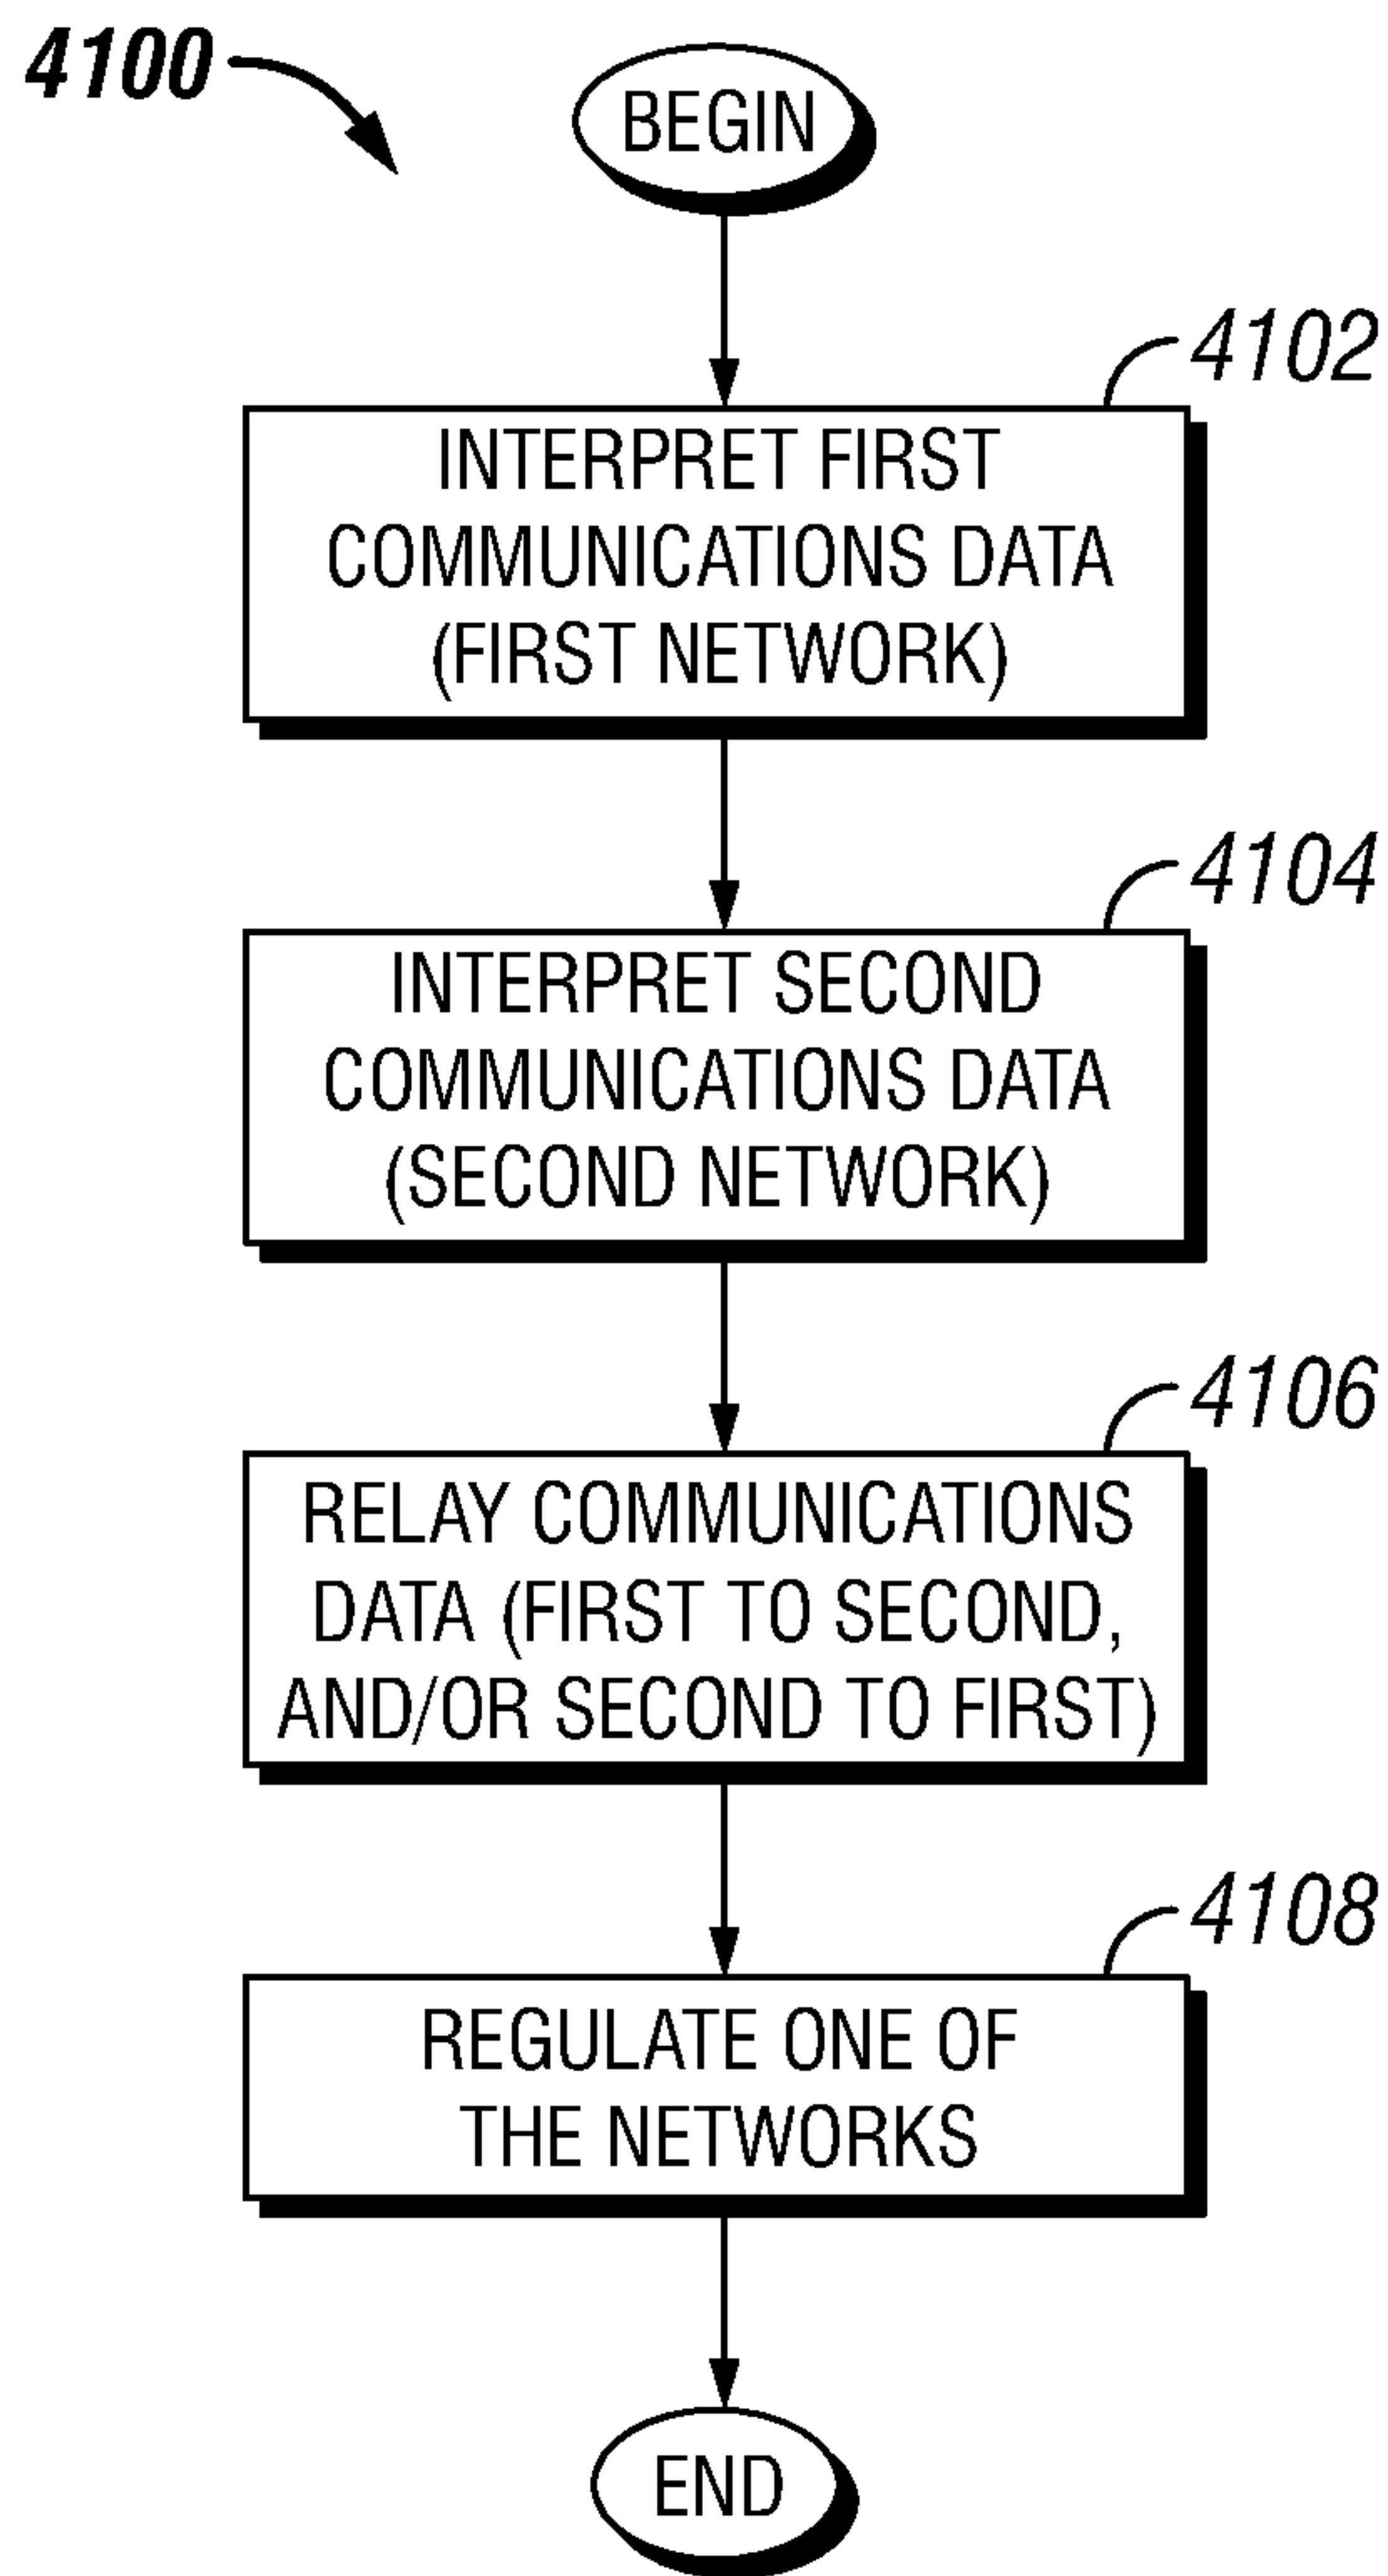 4100
BEGIN
4102
INTERPRET FIRST
COMMUNICATIONS DATA
(FIRST NETWORK)
4104
INTERPRET SECOND
COMMUNICATIONS DATA
(SECOND NETWORK)
4106
RELAY COMMUNICATIONS
DATA (FIRST TO SECOND,
AND/OR SECOND TO FIRST)
4108
REGULATE ONE OF
THE NETWORKS
END